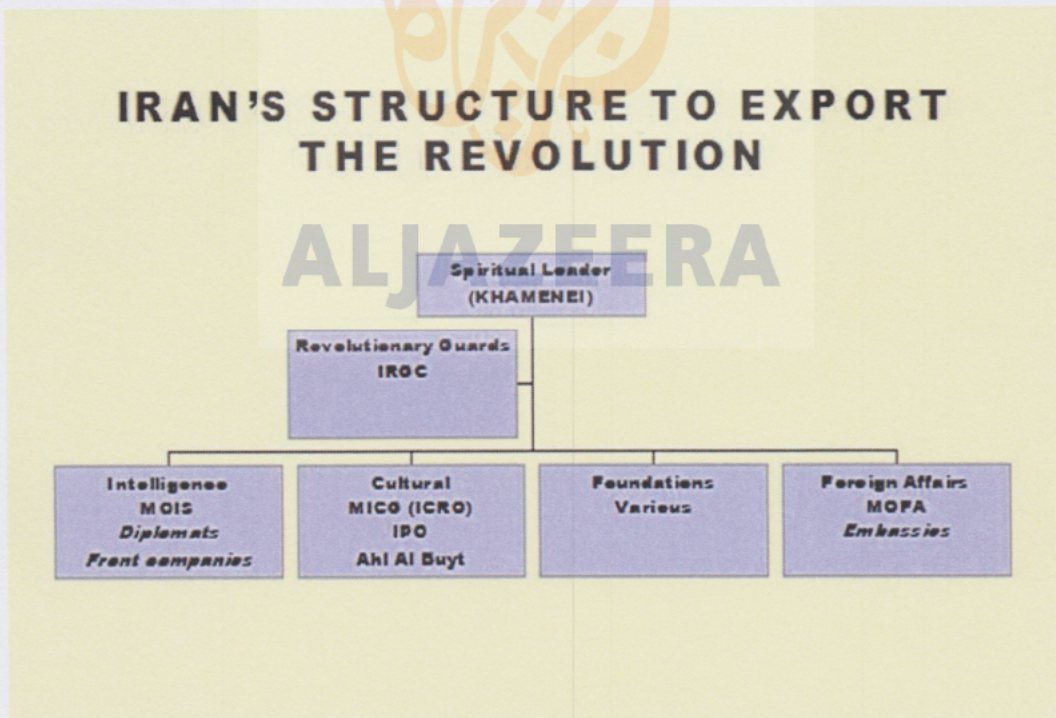 IRAN'S STRUCTURE TO EXPORT
THE REVOLUTION
ALJAZEERA
Spiritual Leader
(KHAMENEI)
Revolutionary Guards
IRGC
Intelligence
MOIS
Diplomats
Front companies
Cultural
MICG (ICRO)
IPO
Ahl Al Buyt
Foundations
Various
Foreign Affairs
MOFA
Embassies